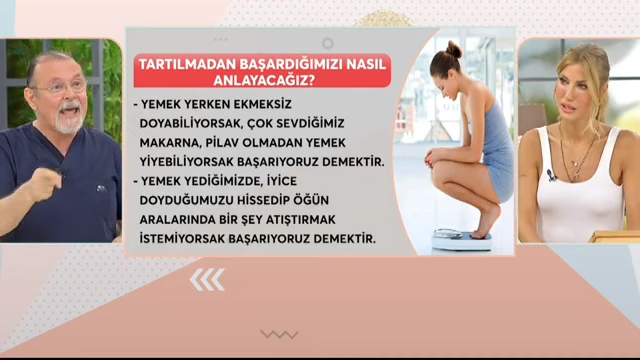 TARTILMADAN BAŞARDIĞIMIZI NASIL
ANLAYACAĞIZ?
- YEMEK YERKEN EKMEKSİZ
DOYABİLİYORSAK, ÇOK SEVDİĞİMİZ
MAKARNA, PİLAV OLMADAN YEMEK
YİYEBİLİYORSAK BAŞARIYORUZ DEMEKTİR.
- YEMEK YEDİĞİMİZDE, İYİCE
DOYDUĞUMUZU HİSSEDİP ÖĞÜN
ARALARINDA BİR ŞEY ATIŞTIRMAK
İSTEMİYORSAK BAŞARIYORUZ DEMEKTİR.